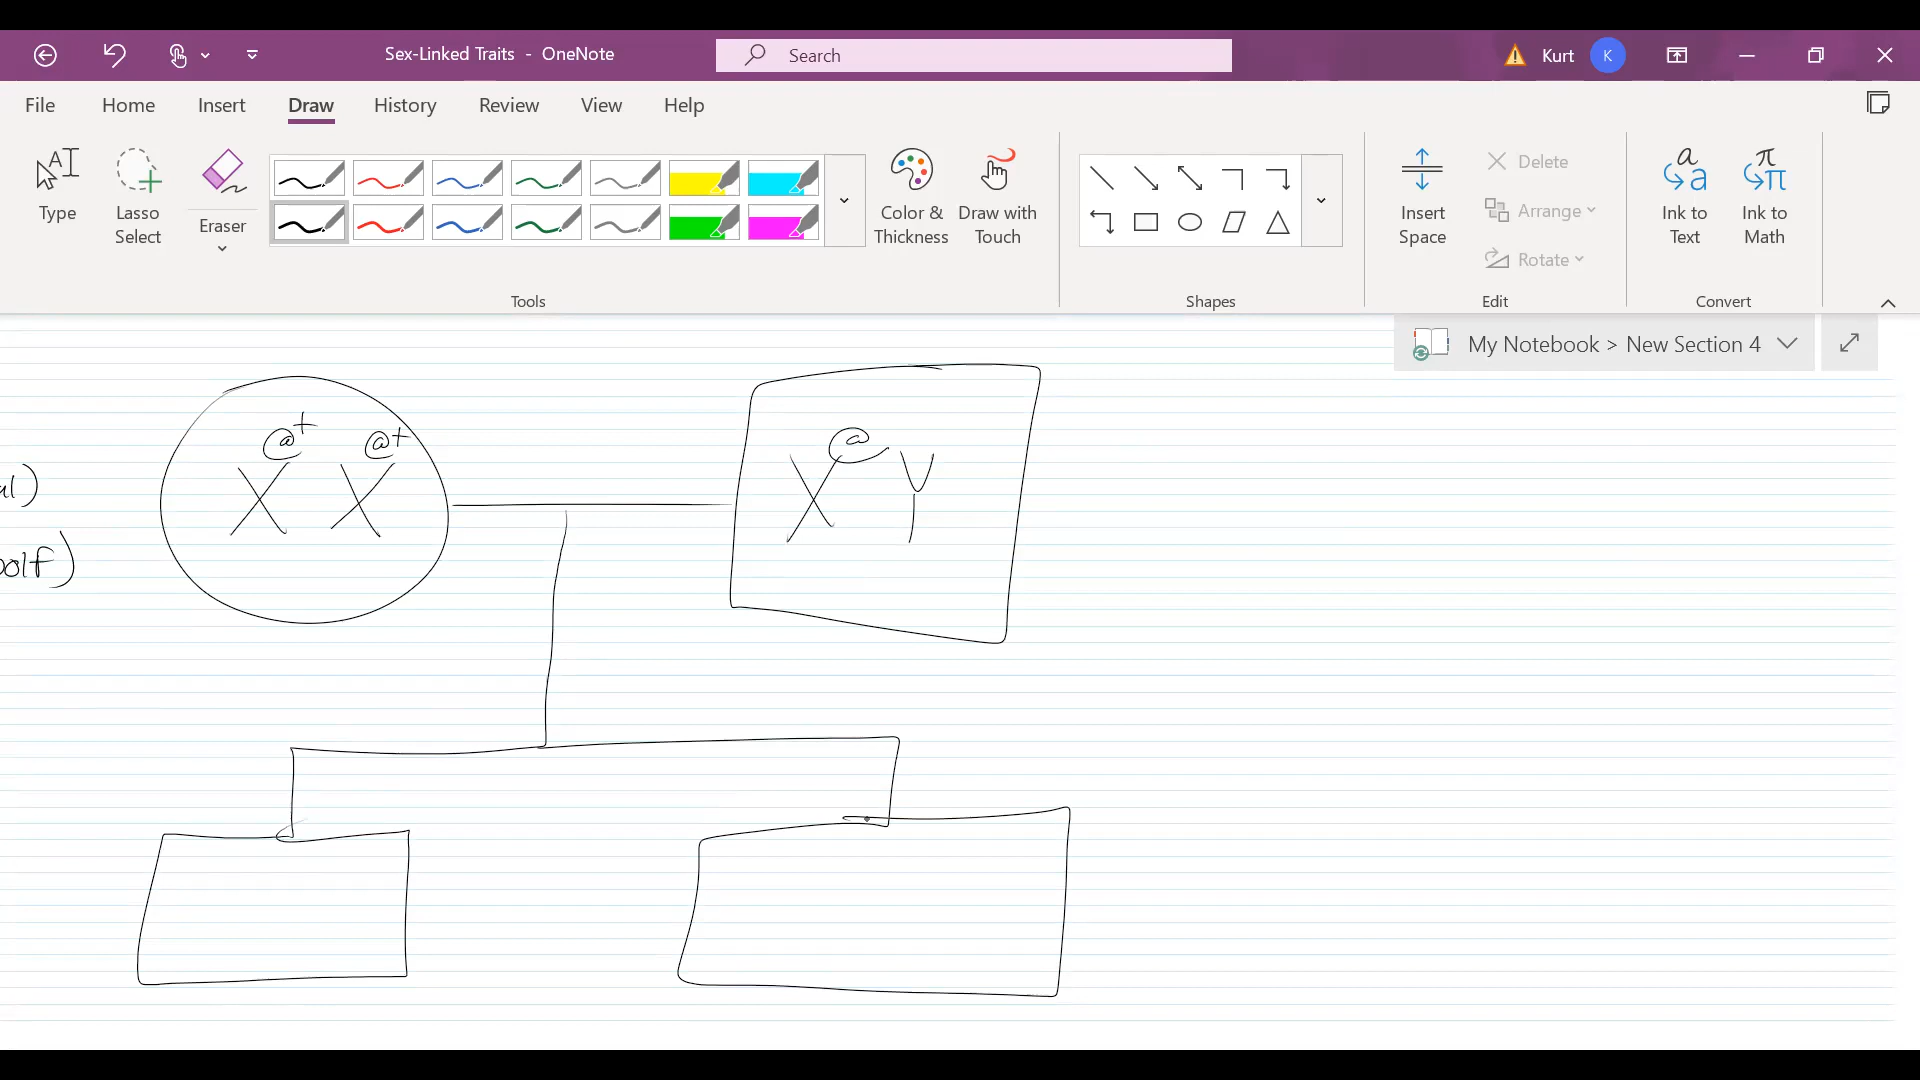 Sex-Linked Traits - OneNote
Search
Kurt
K
File Home Insert Draw History Review View Help
Type
Lasso Select
Eraser
Color & Thickness
Draw with Touch
Insert Space
Delete
Arrange
Rotate
Ink to Text
Ink to Math
Tools
Shapes
Edit
Convert
My Notebook > New Section 4
X@+ X@+
X@ Y